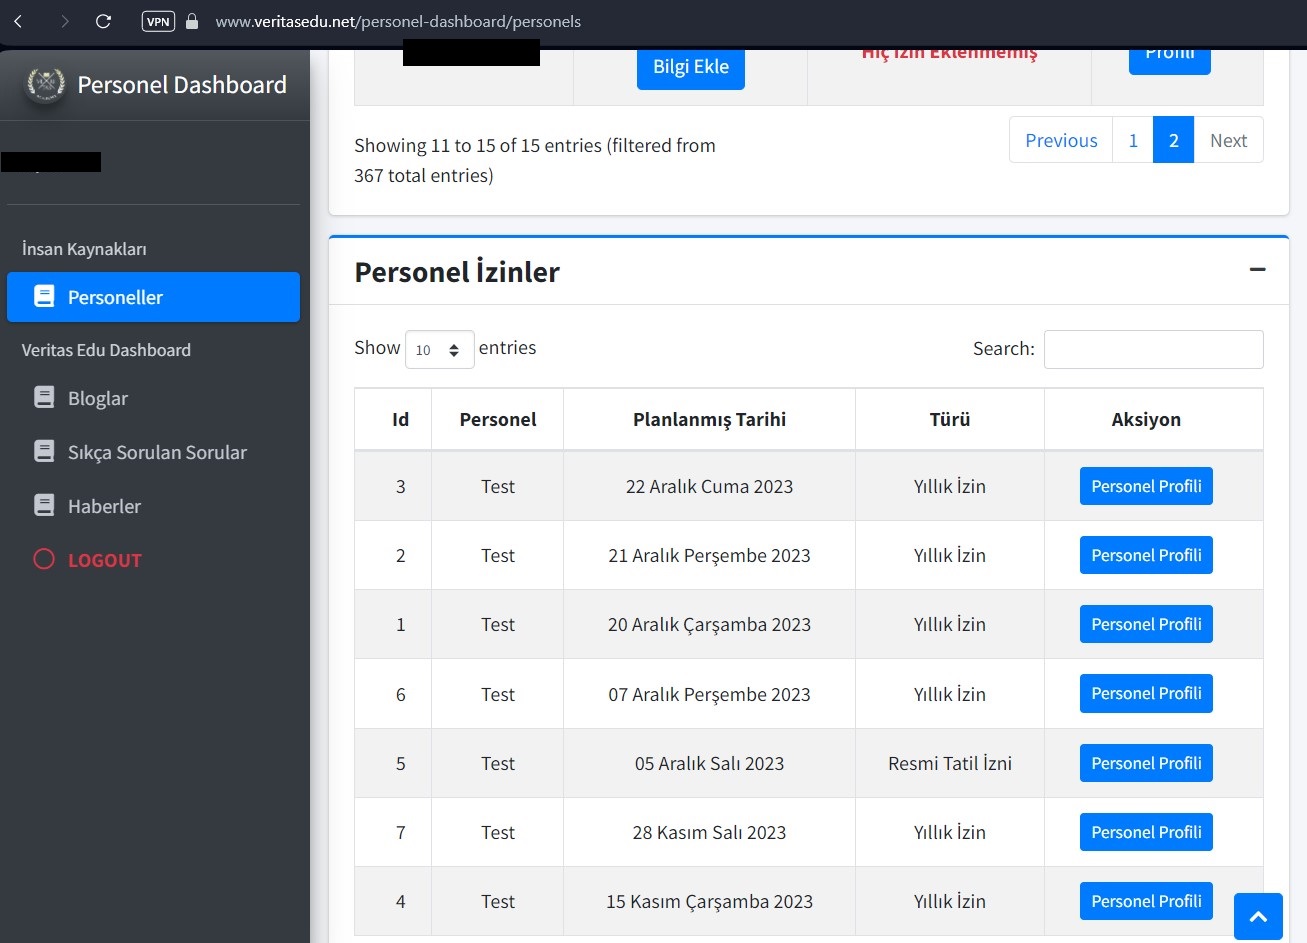 VPN www.veritasedu.net/personel-dashboard/personels
Personel Dashboard
İnsan Kaynakları
Personeller
Veritas Edu Dashboard
Bloglar
Sıkça Sorulan Sorular
Haberler
LOGOUT
Bilgi Ekle
Hiç İzin Eklenmemiş
Profili
Showing 11 to 15 of 15 entries (filtered from
367 total entries)
Previous 1 2 Next
Personel İzinler
Show 10 entries
Search:
Id Personel Planlanmış Tarihi Türü Aksiyon
3 Test 22 Aralık Cuma 2023 Yıllık İzin Personel Profili
2 Test 21 Aralık Perşembe 2023 Yıllık İzin Personel Profili
1 Test 20 Aralık Çarşamba 2023 Yıllık İzin Personel Profili
6 Test 07 Aralık Perşembe 2023 Yıllık İzin Personel Profili
5 Test 05 Aralık Salı 2023 Resmi Tatil İzni Personel Profili
7 Test 28 Kasım Salı 2023 Yıllık İzin Personel Profili
4 Test 15 Kasım Çarşamba 2023 Yıllık İzin Personel Profili